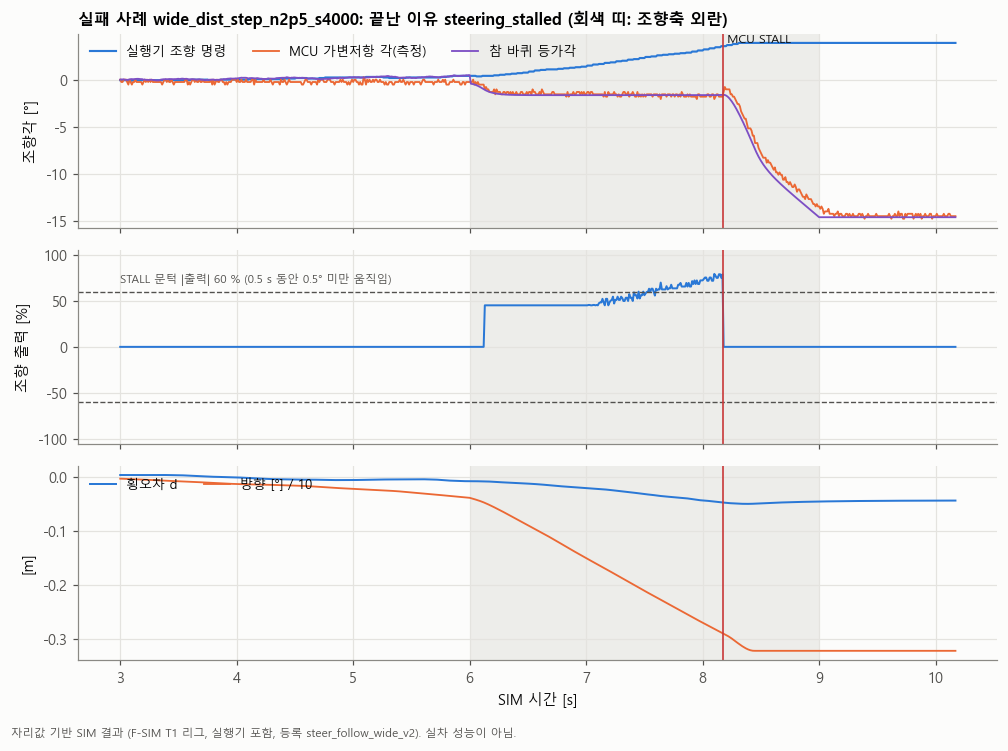 실패 사례 wide_dist_step_n2p5_s4000: 끝난 이유 steering_stalled (회색 띠: 조향축 외란)
실행기 조향 명령
MCU 가변저항 각(측정)
참 바퀴 등가각
MCU STALL
조향각 [°]
0
-5
-10
-15
STALL 문턱 |출력| 60 % (0.5 s 동안 0.5° 미만 움직임)
조향 출력 [%]
100
50
0
-50
-100
횡오차 d
방향 [°] / 10
[m]
0.0
-0.1
-0.2
-0.3
3 4 5 6 7 8 9 10
SIM 시간 [s]
자리값 기반 SIM 결과 (F-SIM T1 리그, 실행기 포함, 등록 steer_follow_wide_v2). 실차 성능이 아님.